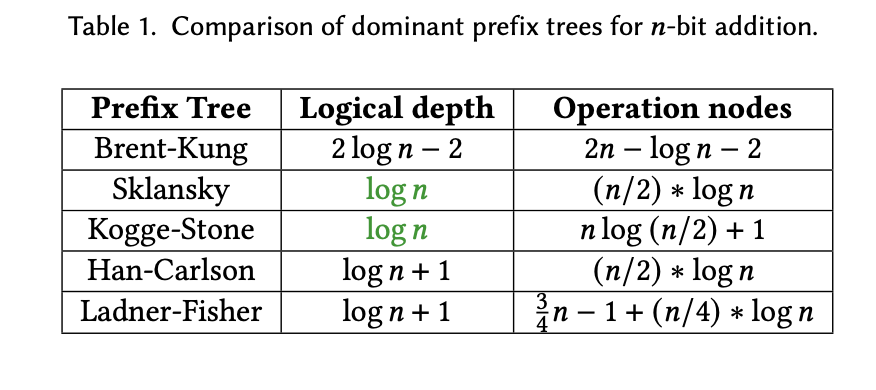 Table 1. Comparison of dominant prefix trees for n-bit addition.
Prefix Tree Logical depth Operation nodes
Brent-Kung 2 log n − 2 2n − log n − 2
Sklansky log n (n/2) ∗ log n
Kogge-Stone log n n log (n/2) + 1
Han-Carlson log n + 1 (n/2) ∗ log n
Ladner-Fisher log n + 1 3/4 n − 1 + (n/4) ∗ log n